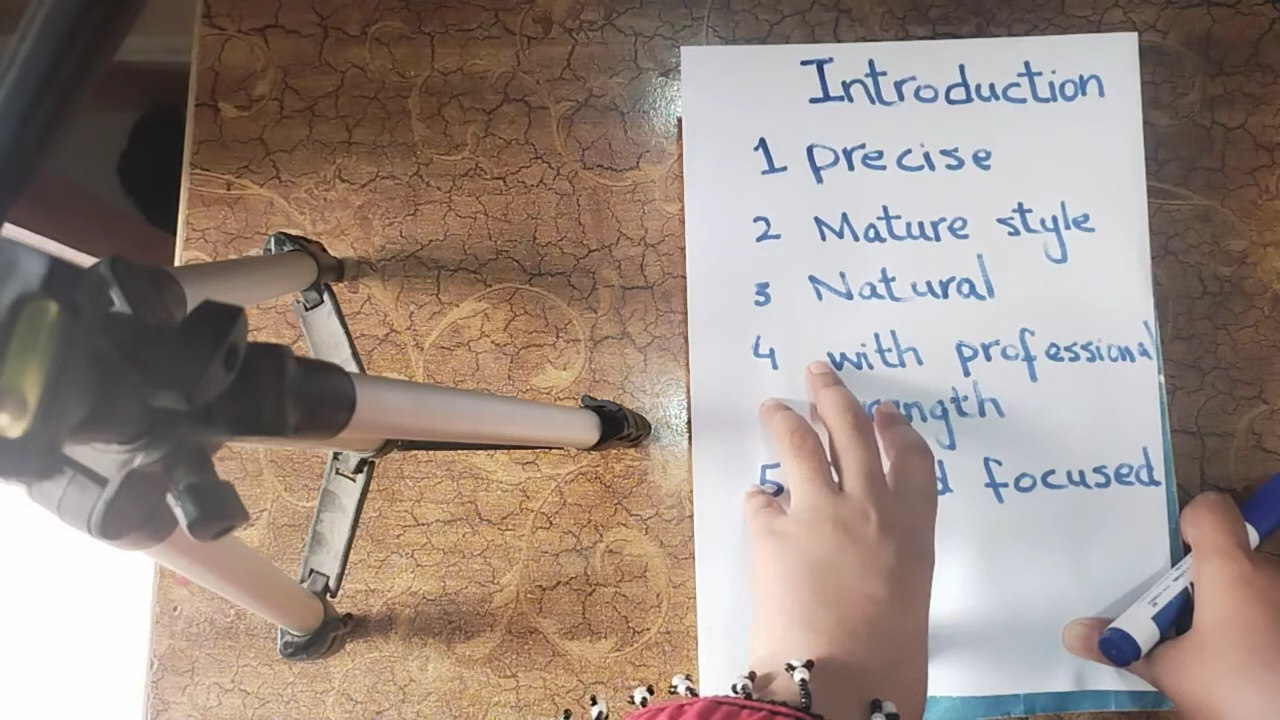 Introduction
1 precise
2 Mature style
3 Natural
4 with professional
5 focused